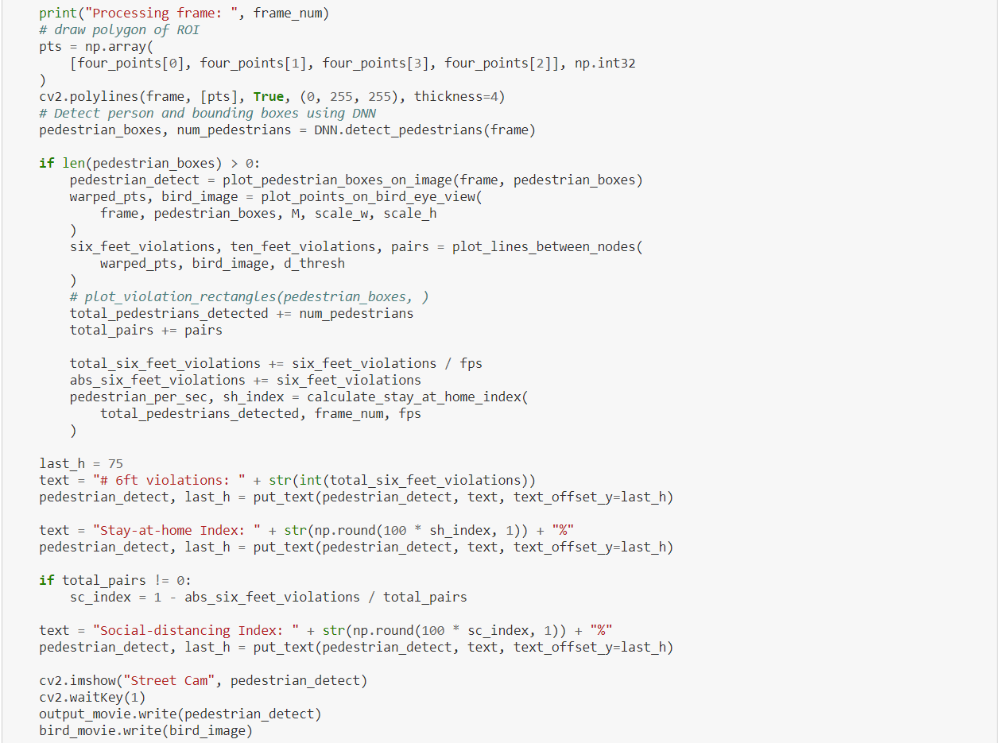 print("Processing frame: ", frame_num)
# draw polygon of ROI
pts = np.array(
    [four_points[0], four_points[1], four_points[3], four_points[2]], np.int32
)
cv2.polylines(frame, [pts], True, (0, 255, 255), thickness=4)
# Detect person and bounding boxes using DNN
pedestrian_boxes, num_pedestrians = DNN.detect_pedestrians(frame)

if len(pedestrian_boxes) > 0:
    pedestrian_detect = plot_pedestrian_boxes_on_image(frame, pedestrian_boxes)
    warped_pts, bird_image = plot_points_on_bird_eye_view(
        frame, pedestrian_boxes, M, scale_w, scale_h
    )
    six_feet_violations, ten_feet_violations, pairs = plot_lines_between_nodes(
        warped_pts, bird_image, d_thresh
    )
    # plot_violation_rectangles(pedestrian_boxes, )
    total_pedestrians_detected += num_pedestrians
    total_pairs += pairs

    total_six_feet_violations += six_feet_violations / fps
    abs_six_feet_violations += six_feet_violations
    pedestrian_per_sec, sh_index = calculate_stay_at_home_index(
        total_pedestrians_detected, frame_num, fps
    )

last_h = 75
text = "# 6ft violations: " + str(int(total_six_feet_violations))
pedestrian_detect, last_h = put_text(pedestrian_detect, text, text_offset_y=last_h)

text = "Stay-at-home Index: " + str(np.round(100 * sh_index, 1)) + "%"
pedestrian_detect, last_h = put_text(pedestrian_detect, text, text_offset_y=last_h)

if total_pairs != 0:
    sc_index = 1 - abs_six_feet_violations / total_pairs

text = "Social-distancing Index: " + str(np.round(100 * sc_index, 1)) + "%"
pedestrian_detect, last_h = put_text(pedestrian_detect, text, text_offset_y=last_h)

cv2.imshow("Street Cam", pedestrian_detect)
cv2.waitKey(1)
output_movie.write(pedestrian_detect)
bird_movie.write(bird_image)